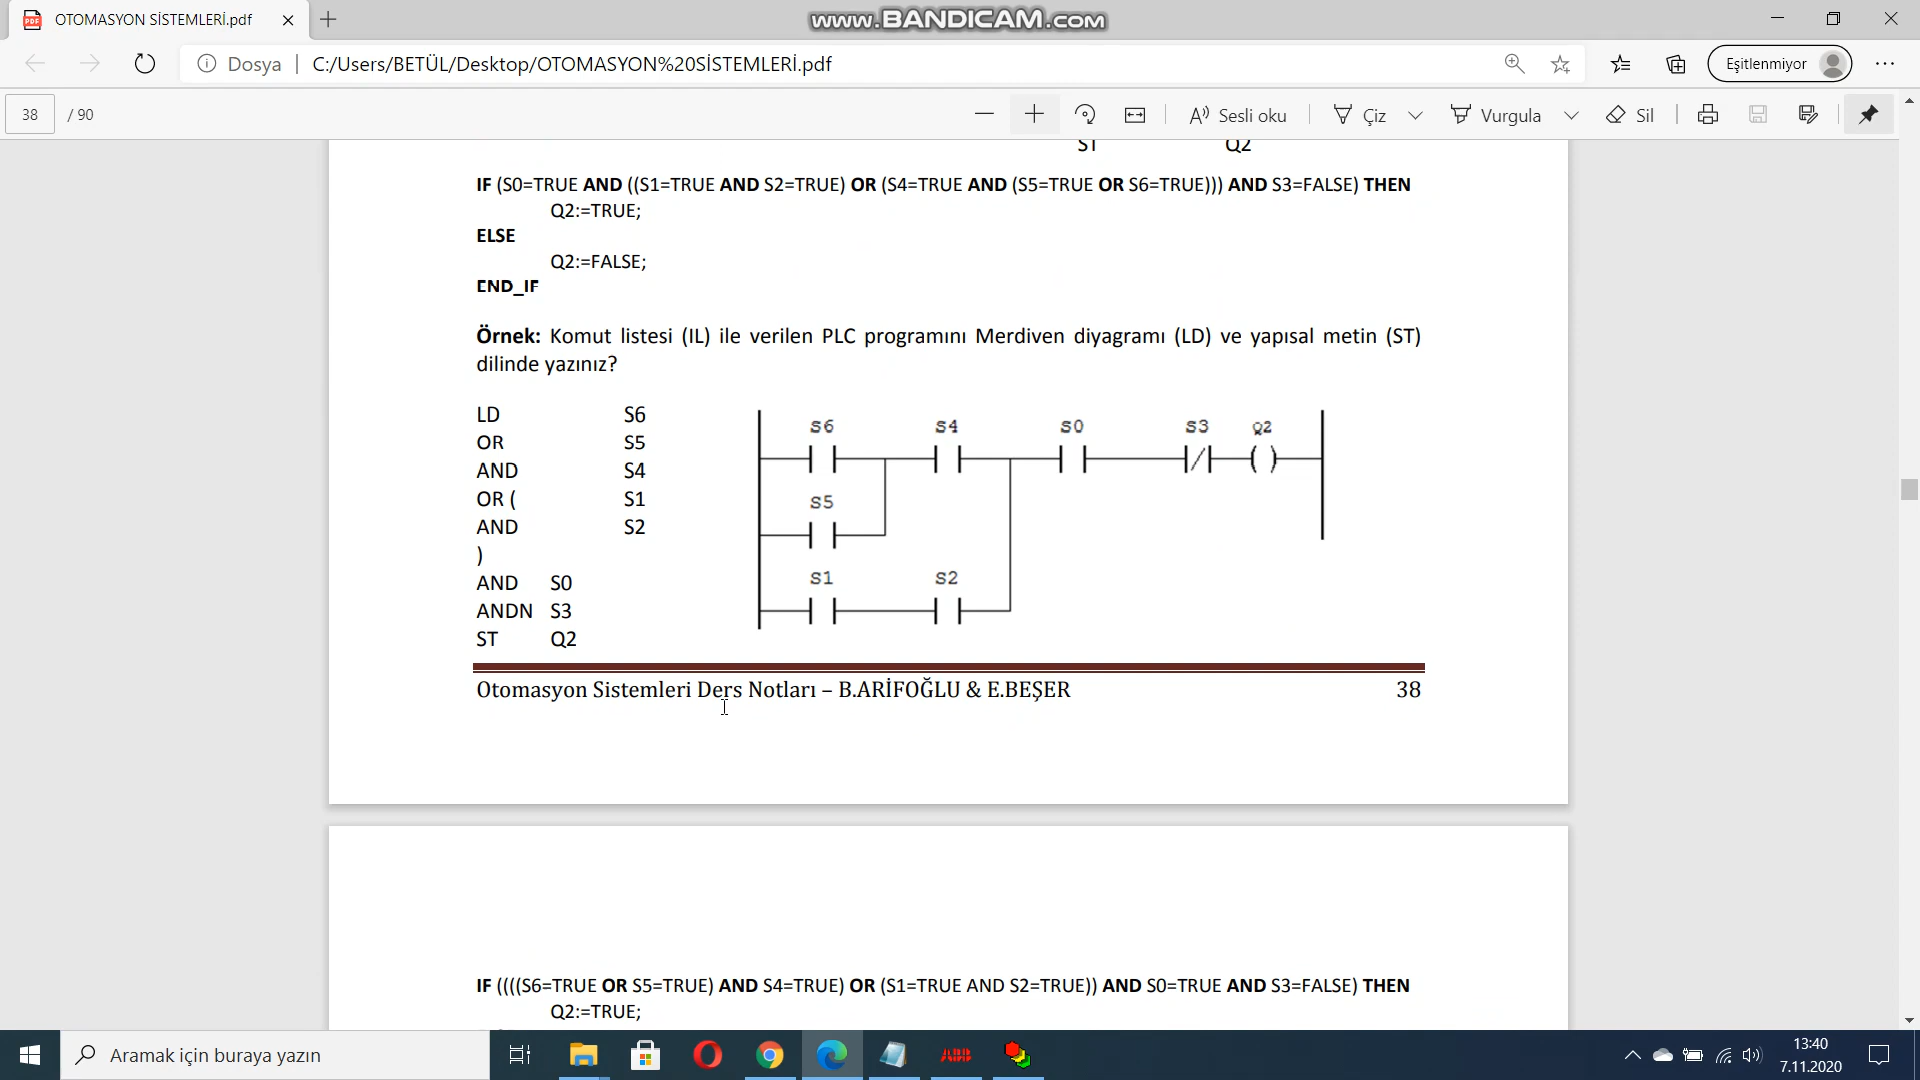 OTOMASYON SİSTEMLERİ.pdf
www.BANDICAM.com
Dosya | C:/Users/BETÜL/Desktop/OTOMASYON%20SİSTEMLERİ.pdf
Eşitlenmiyor
38 / 90
Sesli oku
Çiz
Vurgula
Sil
ST Q2
IF (S0=TRUE AND ((S1=TRUE AND S2=TRUE) OR (S4=TRUE AND (S5=TRUE OR S6=TRUE))) AND S3=FALSE) THEN
Q2:=TRUE;
ELSE
Q2:=FALSE;
END_IF
Örnek: Komut listesi (IL) ile verilen PLC programını Merdiven diyagramı (LD) ve yapısal metin (ST)
dilinde yazınız?
LD S6
OR S5
AND S4
OR ( S1
AND S2
)
AND S0
ANDN S3
ST Q2
S6 S4 S0 S3 Q2
S5
S1 S2
Otomasyon Sistemleri Ders Notları – B.ARİFOĞLU & E.BEŞER 38
IF ((((S6=TRUE OR S5=TRUE) AND S4=TRUE) OR (S1=TRUE AND S2=TRUE)) AND S0=TRUE AND S3=FALSE) THEN
Q2:=TRUE;
Aramak için buraya yazın
ABB
13:40
7.11.2020